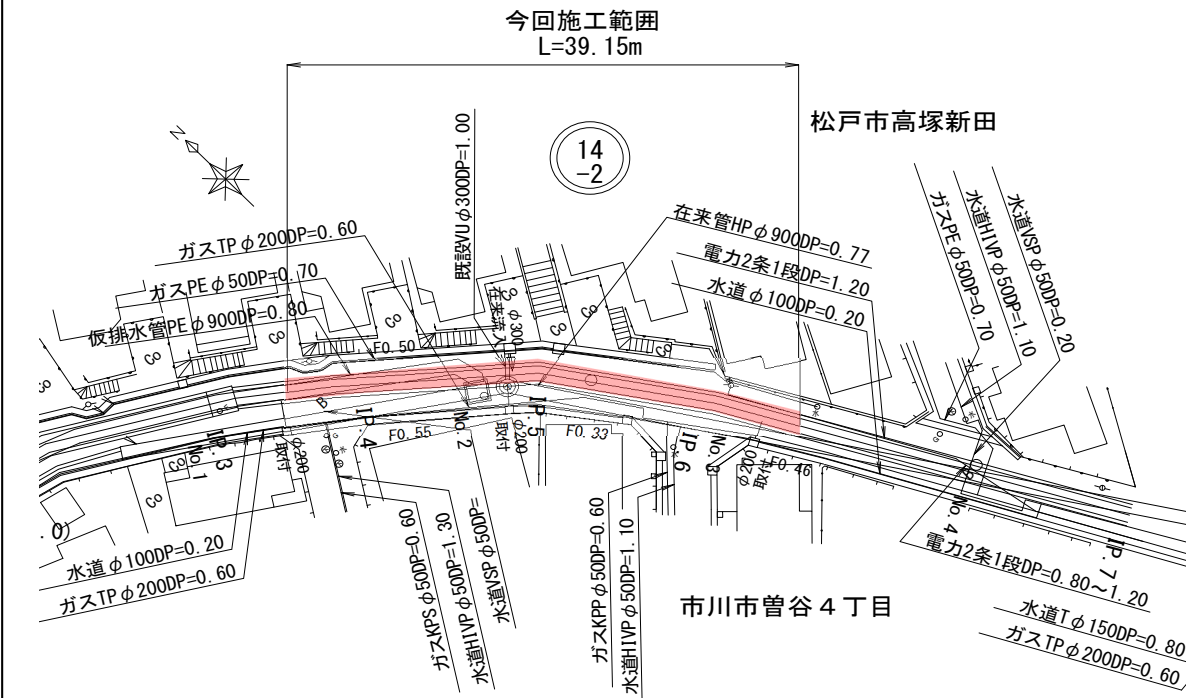 今回施工範囲
L=39.15m
松戸市高塚新田
14
-2
N
既設VUφ300DP=1.00
在来管HPφ900DP=0.77
電力2条1段DP=1.20
水道φ100DP=0.20
ガスPEφ50DP=0.70
水道HIVPφ50DP=1.10
水道VSPφ50DP=0.20
ガスTPφ200DP=0.60
ガスPEφ50DP=0.70
仮排水管PEφ900DP=0.80
在来流入
φ300
Co
Co
Co
Co
Co
Co
Co
Co
F0.50
F0.55
F0.33
F0.46
B
IP.3
No.1
φ200
取付
IP.4
No.2
IP.5
φ200
取付
IP.6
No.3
φ200
取付
No.4
IP.7～
.0)
水道φ100DP=0.20
ガスTPφ200DP=0.60
ガスKPSφ50DP=0.60
水道HIVPφ50DP=1.30
水道VSPφ50DP=
ガスKPPφ50DP=0.60
水道HIVPφ50DP=1.10
市川市曽谷４丁目
電力2条1段DP=0.80～1.20
水道Tφ150DP=0.80
ガスTPφ200DP=0.60